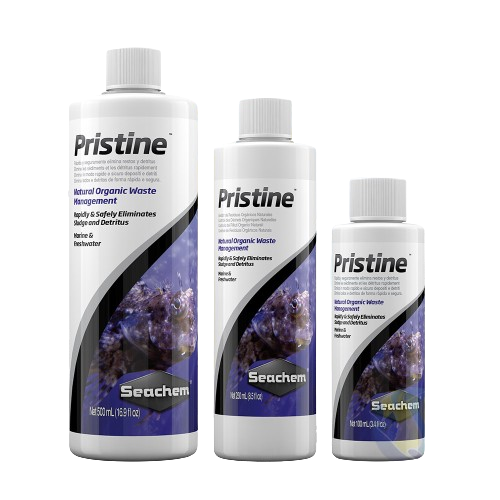 Pristine™
Natural Organic Waste
Management
Rapidly & Safely Eliminates
Sludge and Detritus
Marine &
Freshwater
Seachem
Net 500 mL (16.9 fl oz)
Pristine™
Natural Organic Waste
Management
Rapidly & Safely Eliminates
Sludge and Detritus
Marine &
Freshwater
Seachem
Net 250 mL (8.5 fl oz)
Pristine™
Natural Organic Waste
Management
Rapidly & Safely Eliminates
Sludge and Detritus
Marine &
Freshwater
Seachem
Net 100 mL (3.4 fl oz)